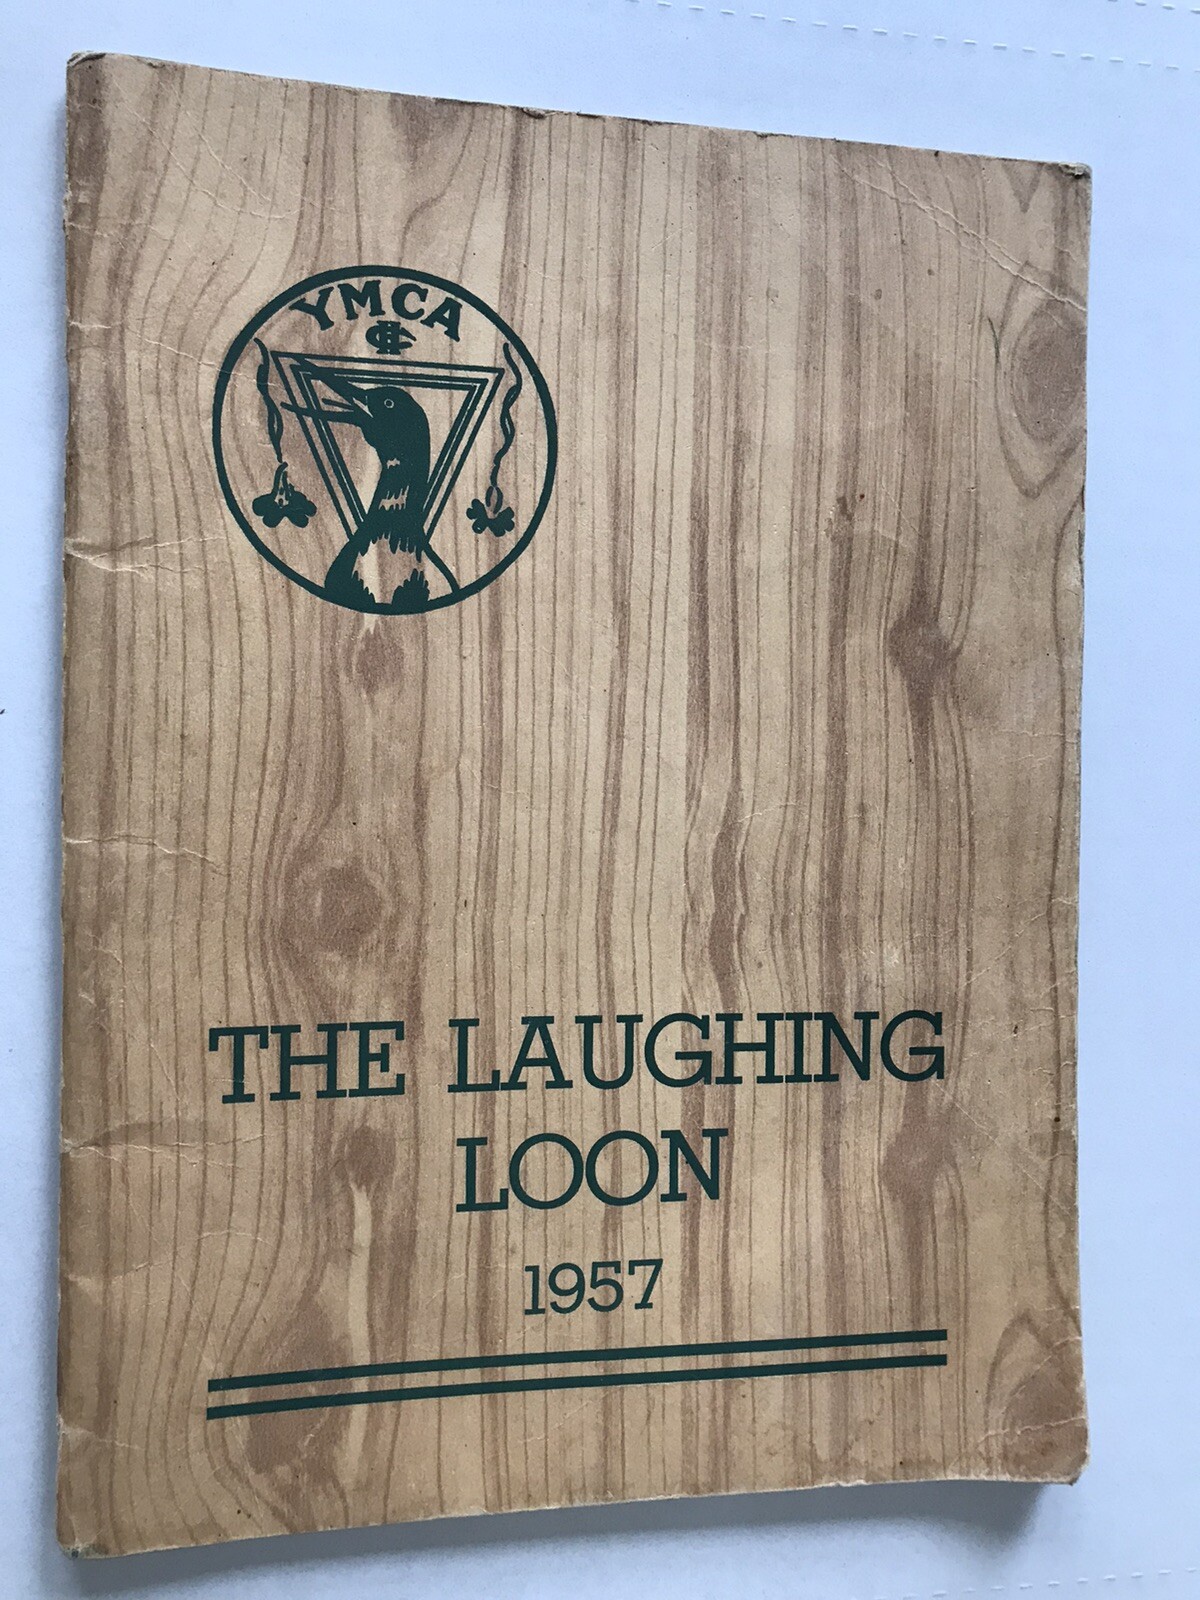 YMCA
THE LAUGHING
LOON
1957